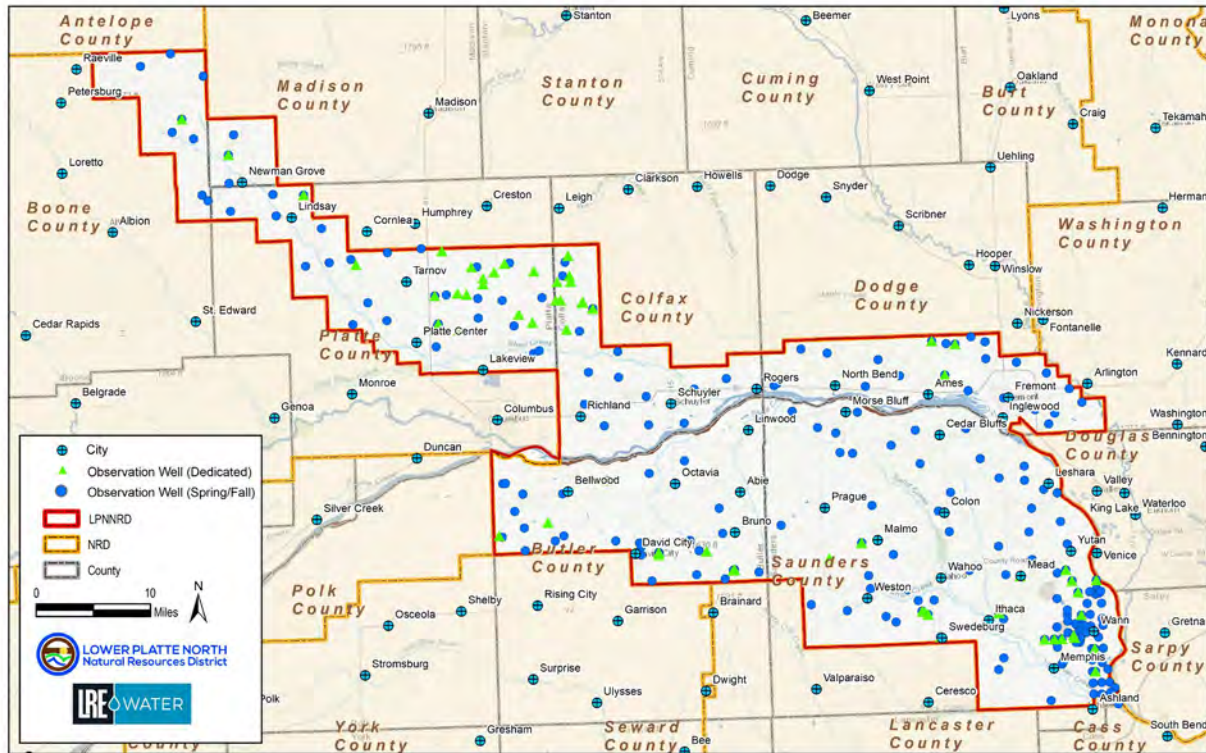 Antelope
County
Stanton
Beemer
Lyons
Monona
County
Raeville
Petersburg
Madison
County
Madison
Stanton
County
Cuming
County
West Point
Oakland
Burt
County
Craig
Tekamah
Loretto
Newman Grove
Uehling
Clarkson
Howells
Dodge
Snyder
Herman
Boone
County
Albion
Lindsay
Cornlea
Humphrey
Creston
Leigh
Scribner
Washington
County
Hooper
Winslow
Tarnov
Colfax
County
Dodge
County
Nickerson
Fontanelle
Cedar Rapids
St. Edward
Platte
County
Platte Center
Lakeview
Kennard
Belgrade
Monroe
Genoa
Columbus
Richland
Schuyler
Schuyler
Rogers
North Bend
Ames
Fremont
Inglewood
Arlington
Morse Bluff
Linwood
Cedar Bluffs
Washington
Bennington
Douglas
County
Duncan
Silver Creek
Bellwood
Octavia
Abie
Leshara
Valley
King Lake
Waterloo
Prague
Colon
Bruno
Malmo
David City
Yutan
Venice
Butler
County
Saunders
County
Wahoo
Mead
Weston
Polk
County
Osceola
Shelby
Rising City
Garrison
Brainard
Ithaca
Swedeburg
Wann
Gretna
Sarpy
County
Memphis
Stromsburg
Polk
Surprise
Ulysses
Dwight
Valparaiso
Ceresco
Ashland
York
County
Gresham
Seward
County
Bee
Lancaster
County
Cass
County
South Bend
County
City
Observation Well (Dedicated)
Observation Well (Spring/Fall)
LPNNRD
NRD
County
0 10
Miles
N
LOWER PLATTE NORTH
Natural Resources District
LRE WATER